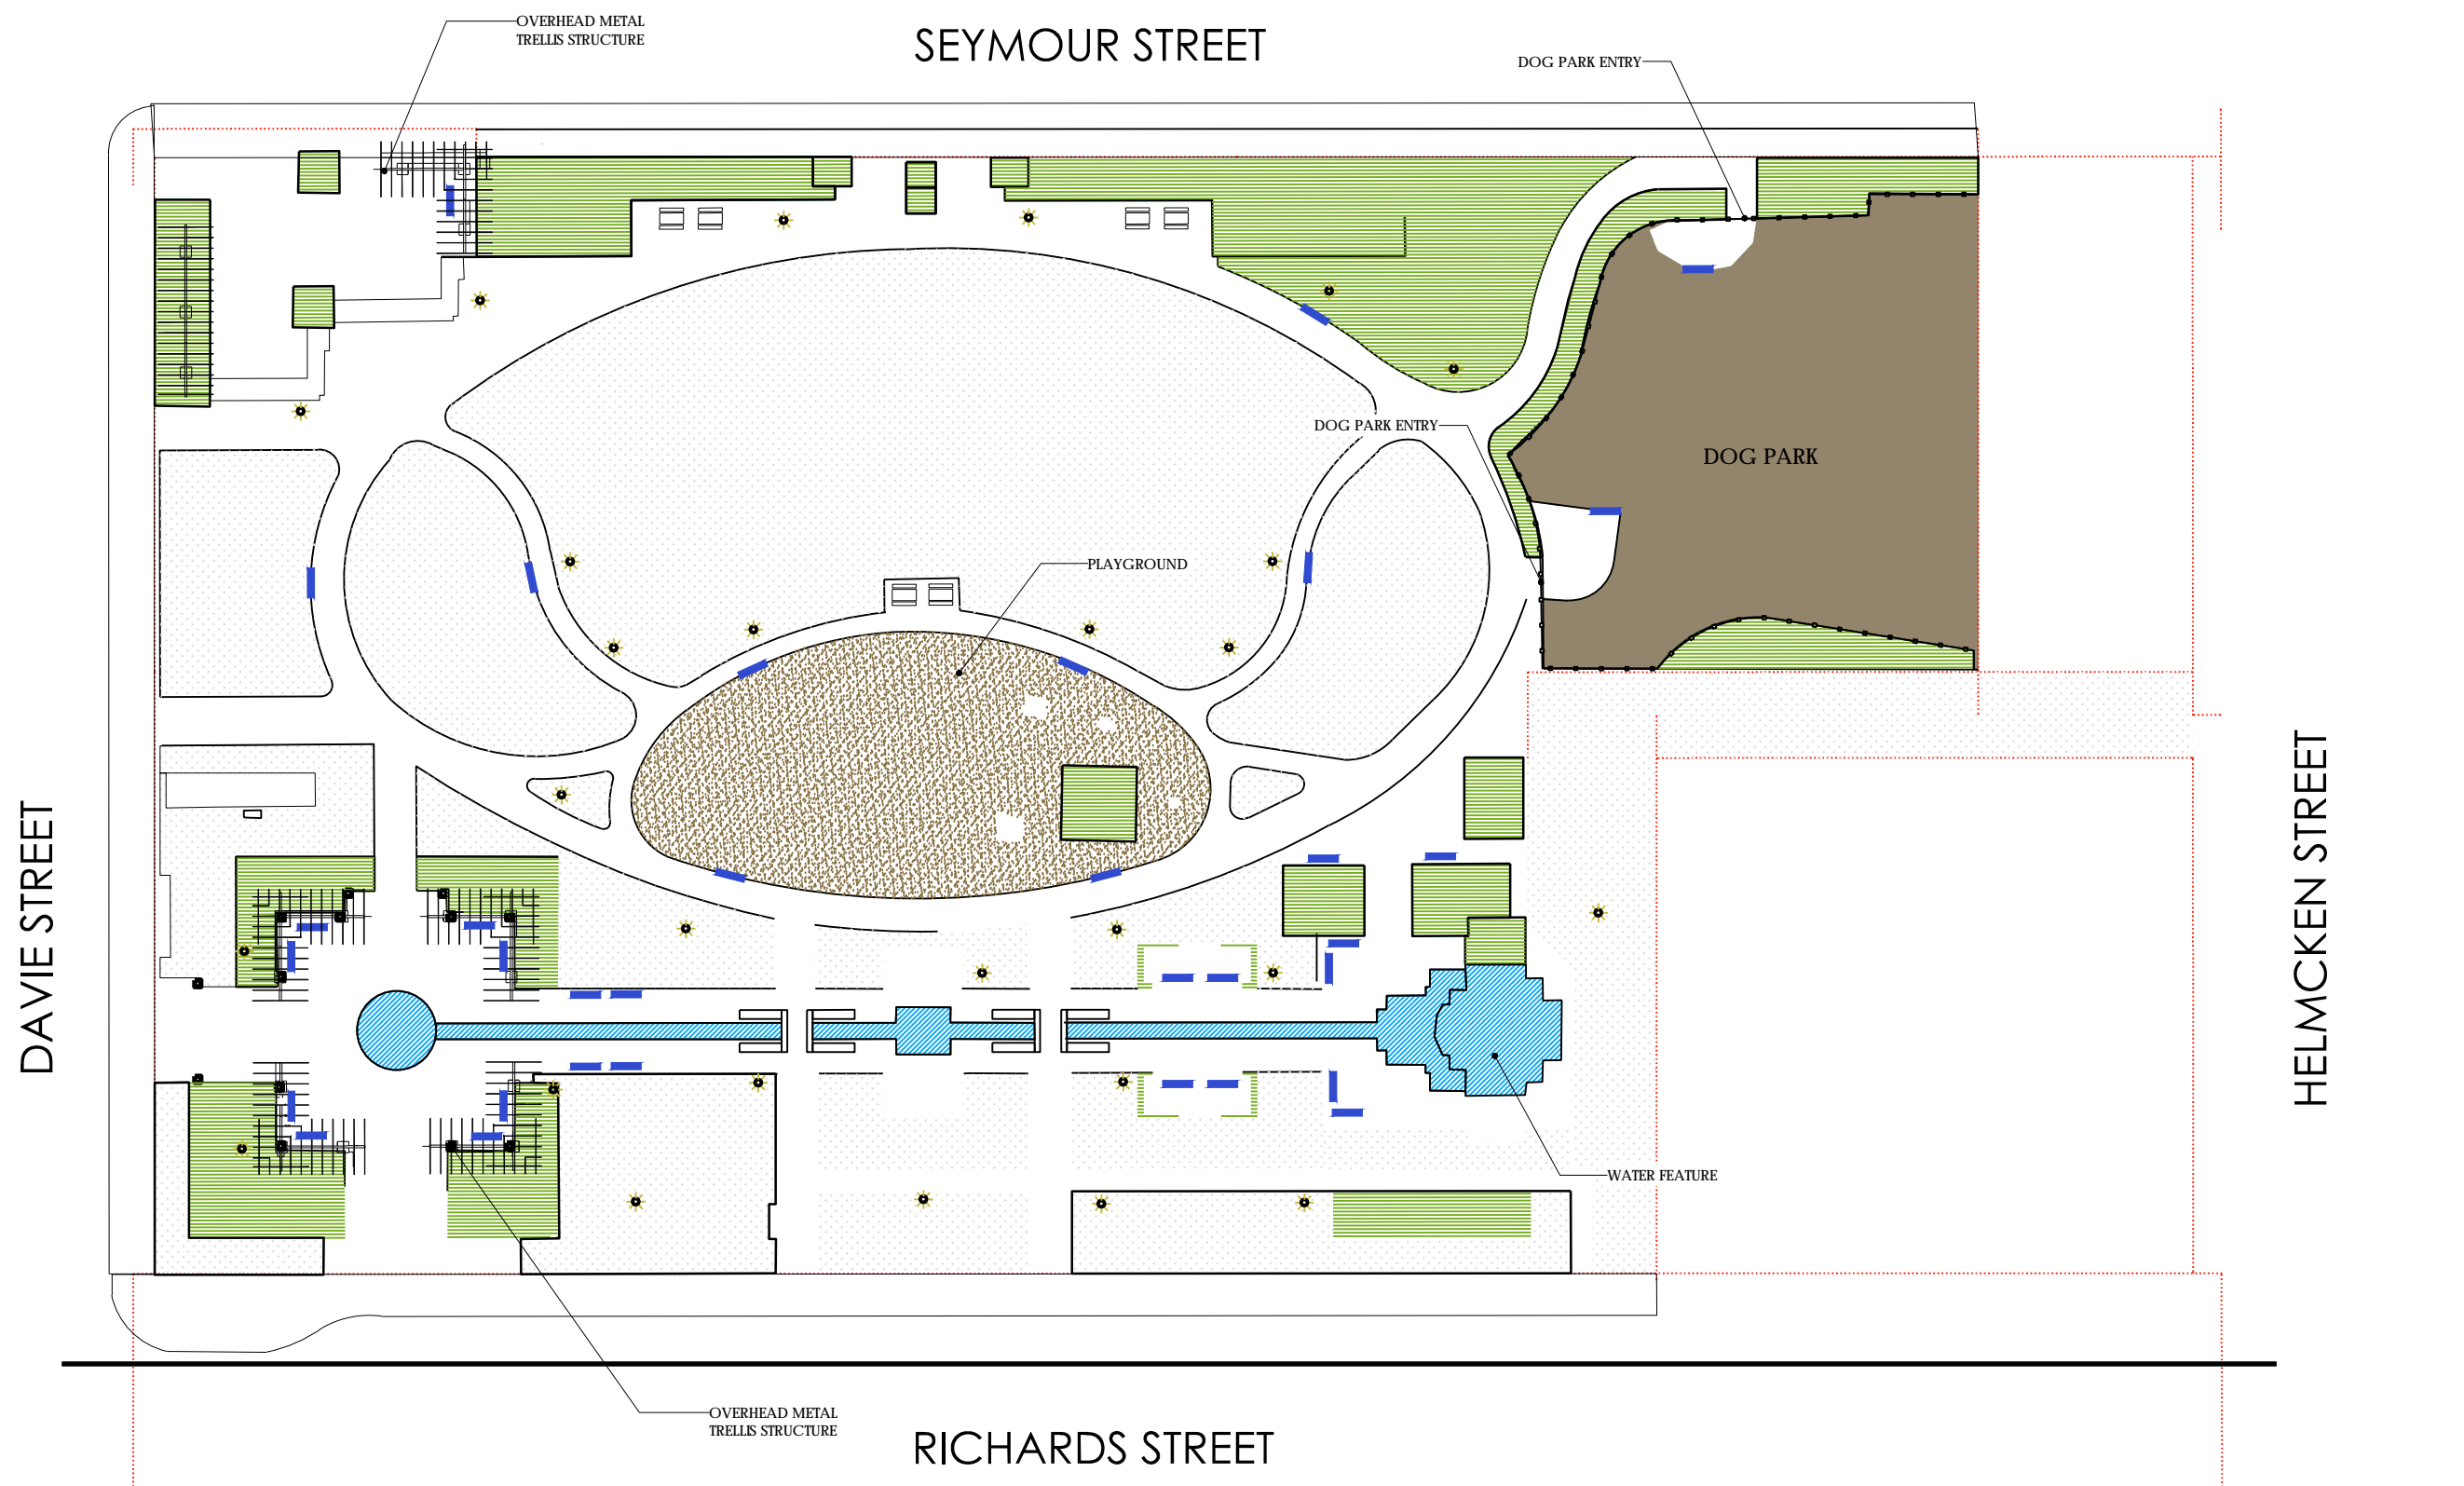 OVERHEAD METAL
TRELLIS STRUCTURE
SEYMOUR STREET
DOG PARK ENTRY
DOG PARK ENTRY
DOG PARK
PLAYGROUND
DAVIE STREET
HELMCKEN STREET
WATER FEATURE
OVERHEAD METAL
TRELLIS STRUCTURE
RICHARDS STREET